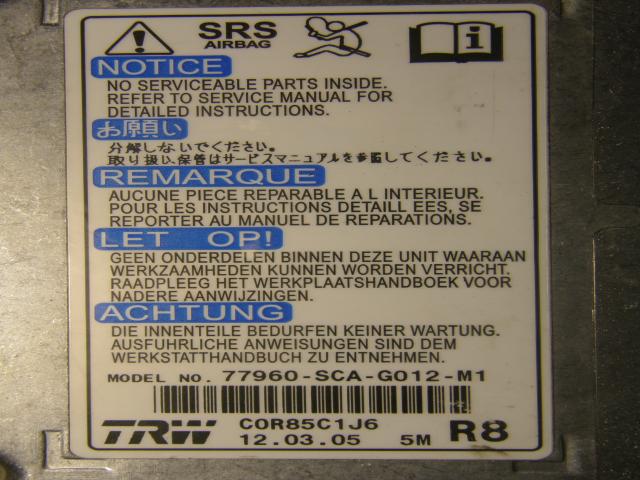 SRS
AIRBAG
NOTICE
NO SERVICEABLE PARTS INSIDE.
REFER TO SERVICE MANUAL FOR
DETAILED INSTRUCTIONS.
お願い
分解しないでください。
取り扱い、保管はサービスマニュアルを参照してください。
REMARQUE
AUCUNE PIECE REPARABLE A L INTERIEUR.
POUR LES INSTRUCTIONS DETAILL EES, SE
REPORTER AU MANUEL DE REPARATIONS.
LET OP!
GEEN ONDERDELEN BINNEN DEZE UNIT WAARAAN
WERKZAAMHEDEN KUNNEN WORDEN VERRICHT.
RAADPLEEG HET WERKPLAATSHANDBOEK VOOR
NADERE AANWIJZINGEN.
ACHTUNG
DIE INNENTEILE BEDURFEN KEINER WARTUNG.
AUSFUHRLICHE ANWEISUNGEN SIND DEM
WERKSTATTHANDBUCH ZU ENTNEHMEN.
MODEL NO. 77960-SCA-G012-M1
TRW C0R85C1J6
12.03.05 5M R8